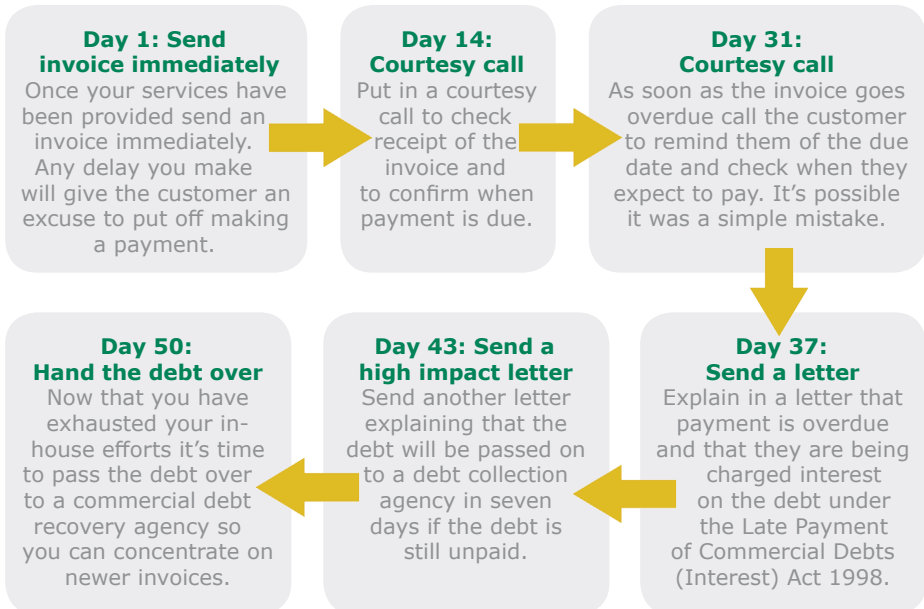 Day 1: Send
invoice immediately
Once your services have
been provided send an
invoice immediately.
Any delay you make
will give the customer an
excuse to put off making
a payment.
Day 14:
Courtesy call
Put in a courtesy
call to check
receipt of the
invoice and
to confirm when
payment is due.
Day 31:
Courtesy call
As soon as the invoice goes
overdue call the customer
to remind them of the due
date and check when they
expect to pay. It’s possible
it was a simple mistake.
Day 37:
Send a letter
Explain in a letter that
payment is overdue
and that they are being
charged interest
on the debt under
the Late Payment
of Commercial Debts
(Interest) Act 1998.
Day 43: Send a
high impact letter
Send another letter
explaining that the
debt will be passed on
to a debt collection
agency in seven
days if the debt is
still unpaid.
Day 50:
Hand the debt over
Now that you have
exhausted your in-
house efforts it’s time
to pass the debt over
to a commercial debt
recovery agency so
you can concentrate on
newer invoices.